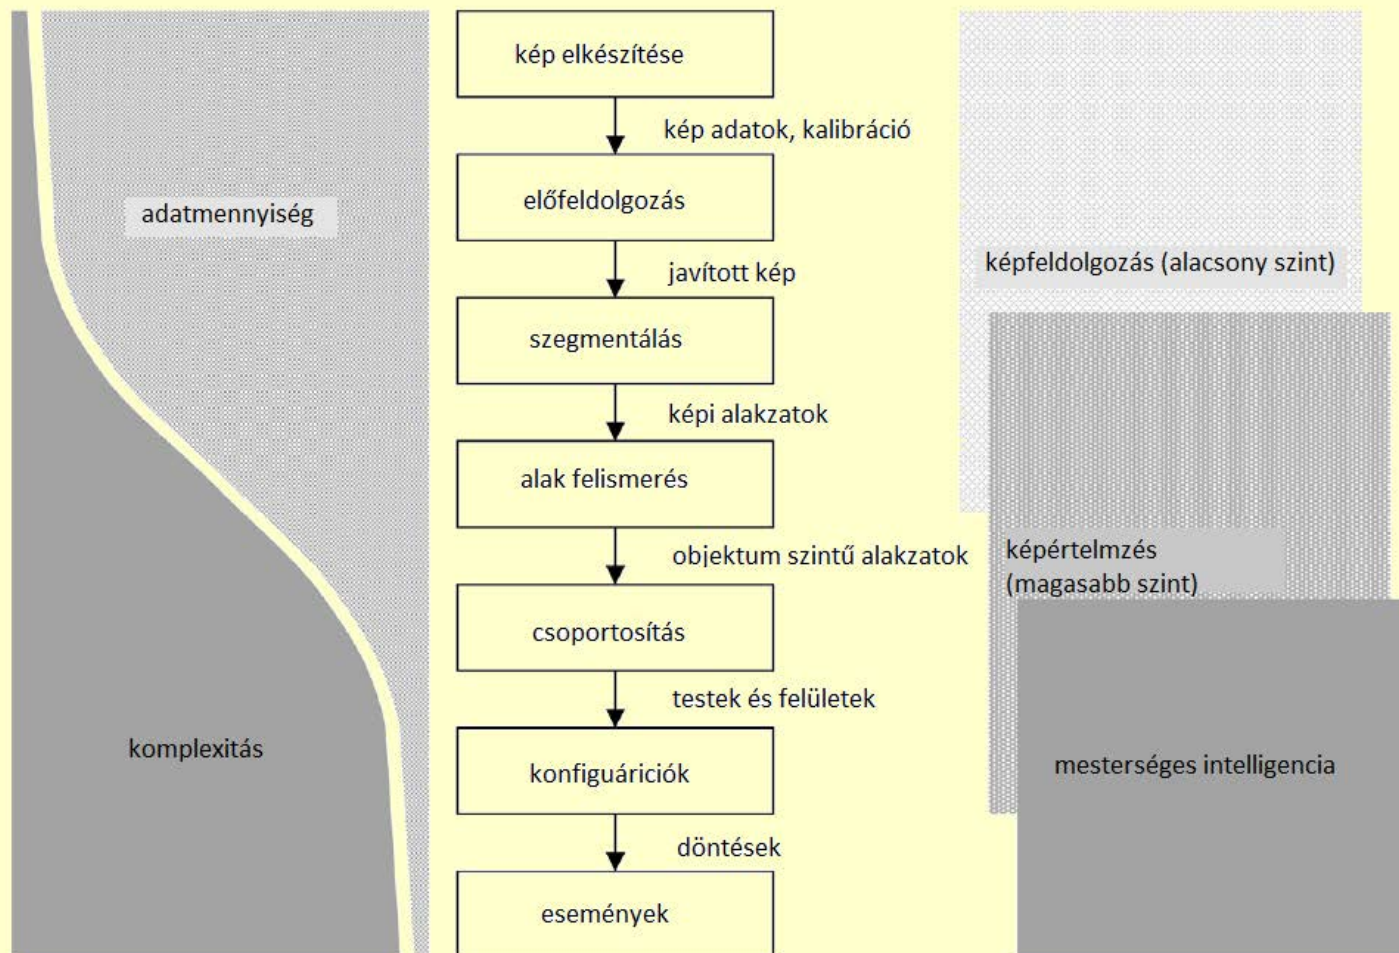 kép elkészítése
kép adatok, kalibráció
előfeldolgozás
adatmennyiség
javított kép
képfeldolgozás (alacsony szint)
szegmentálás
képi alakzatok
alak felismerés
objektum szintű alakzatok
képértelmzés
(magasabb szint)
csoportosítás
testek és felületek
komplexitás
konfiguáriciók
mesterséges intelligencia
döntések
események